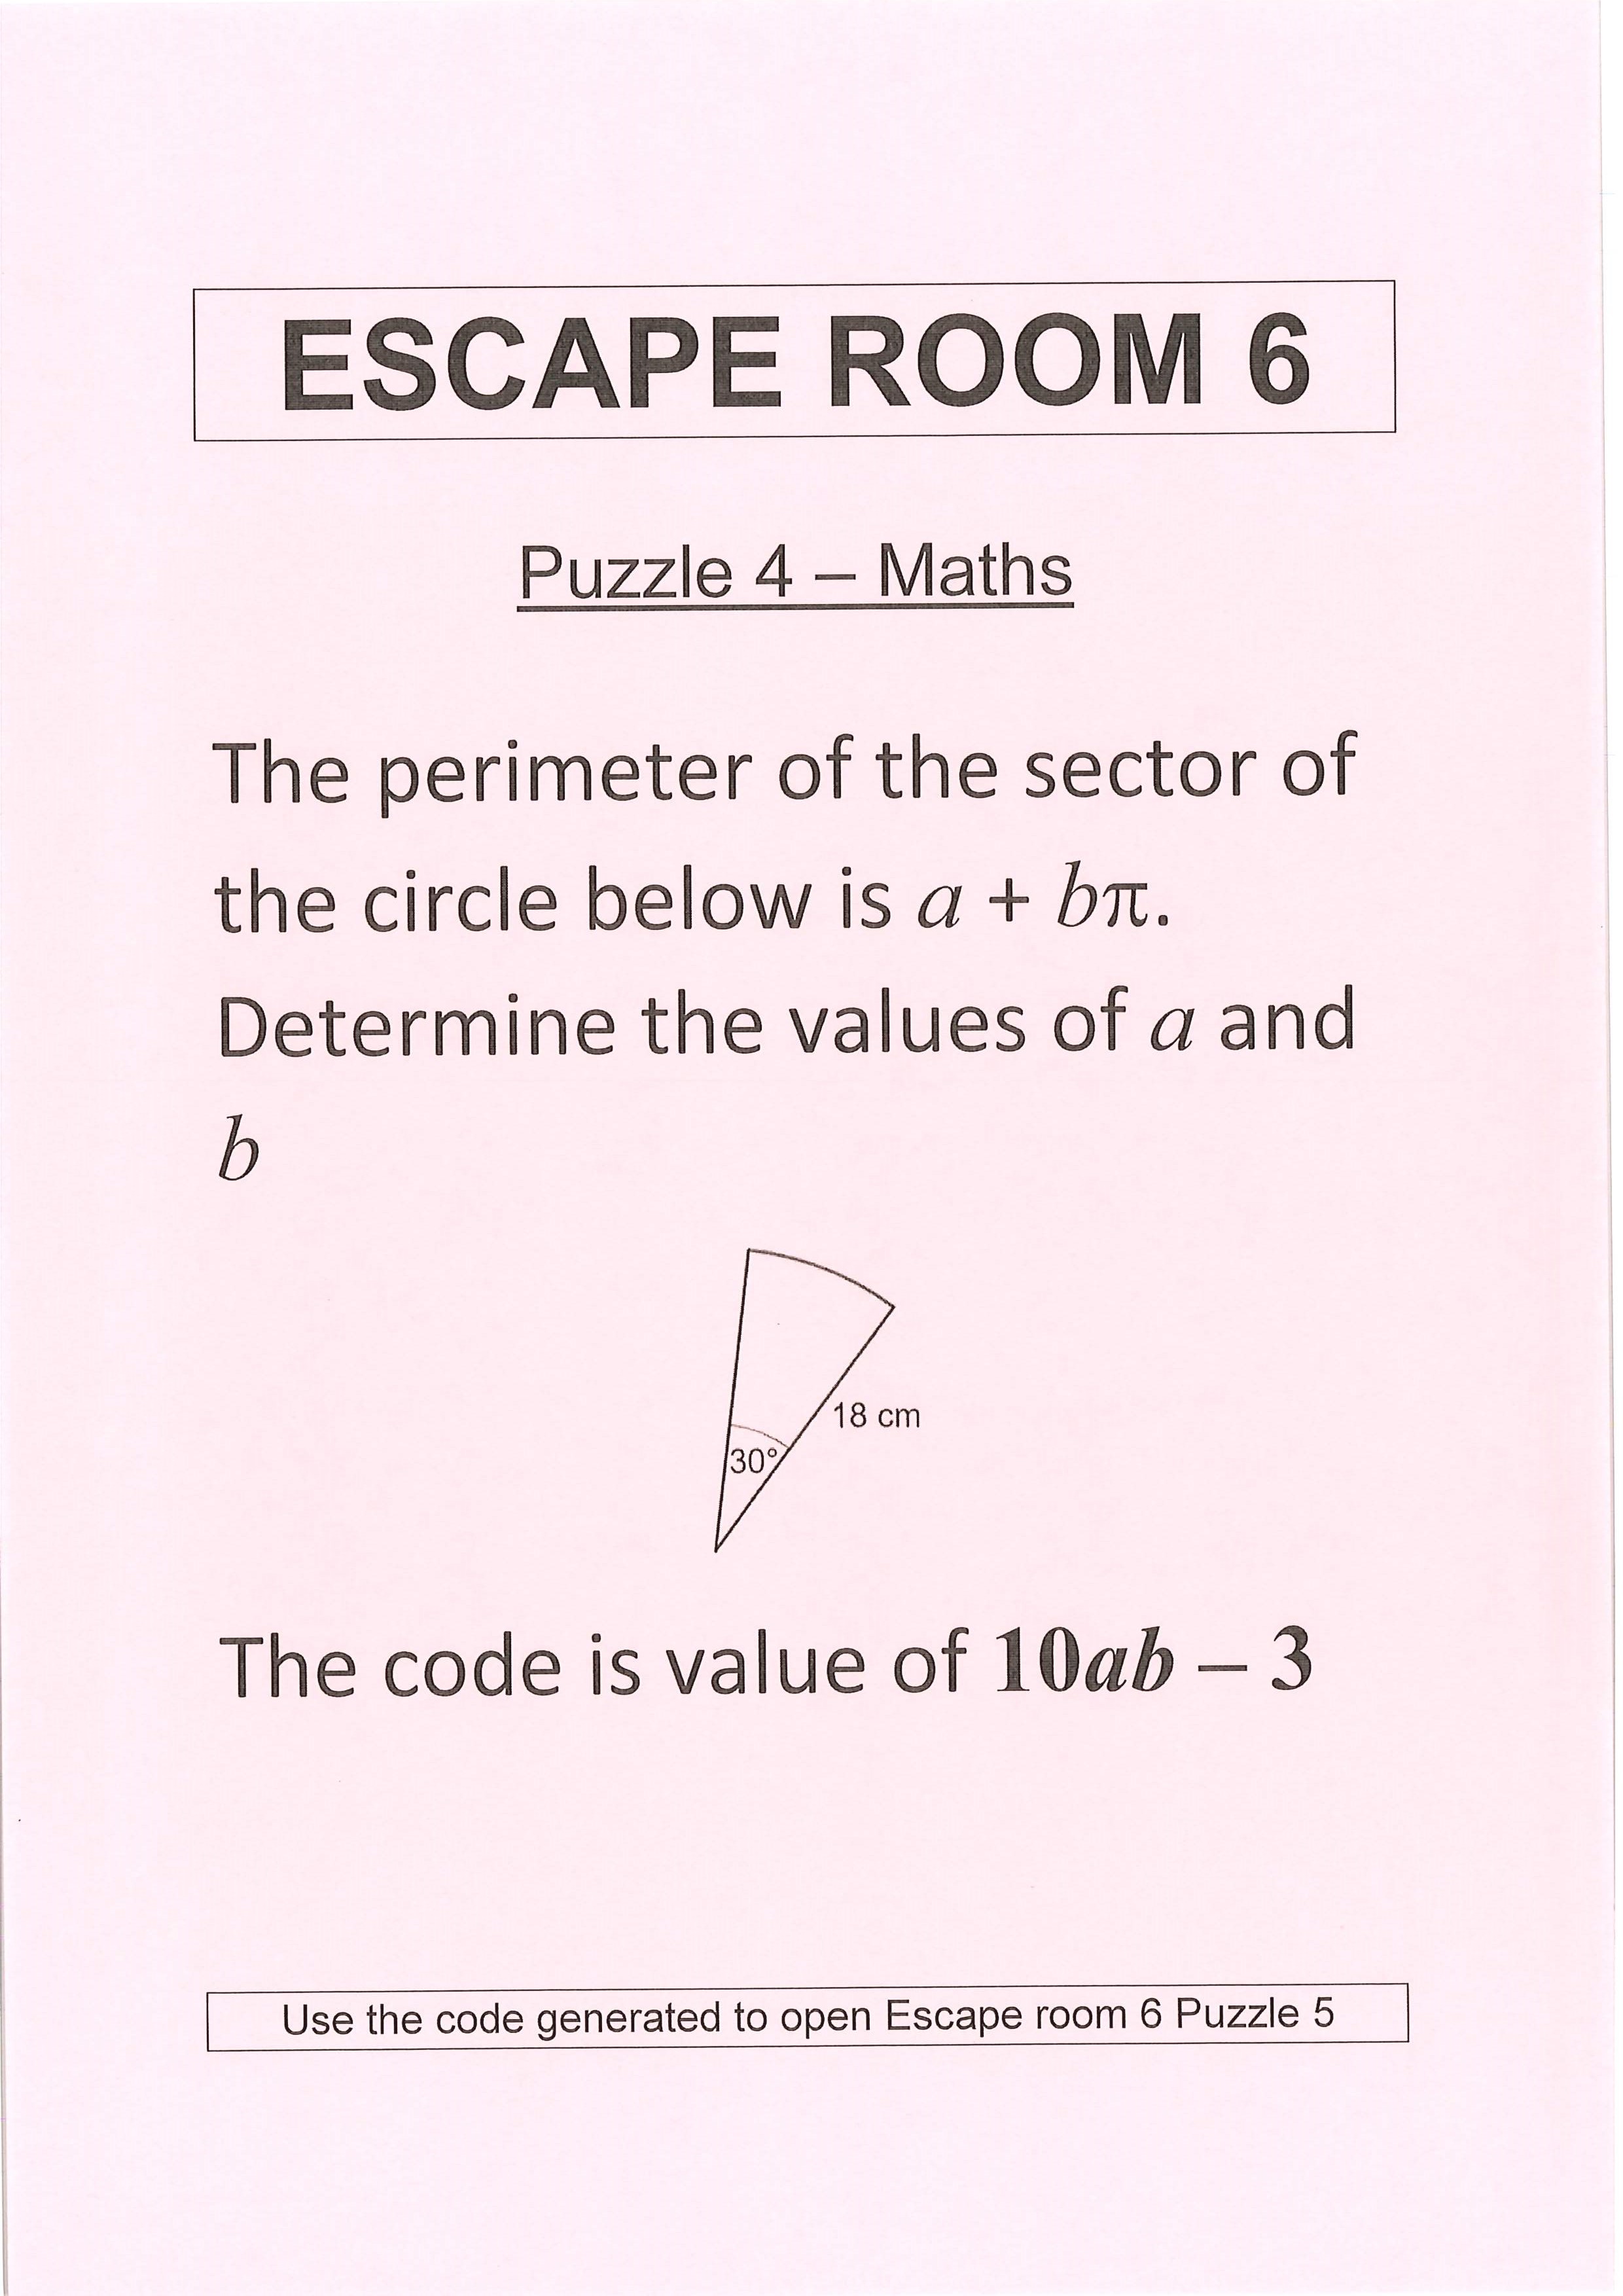 ESCAPE ROOM 6
Puzzle 4 – Maths
The perimeter of the sector of
the circle below is a + bπ.
Determine the values of a and
b
18 cm
30°
The code is value of 10ab – 3
Use the code generated to open Escape room 6 Puzzle 5